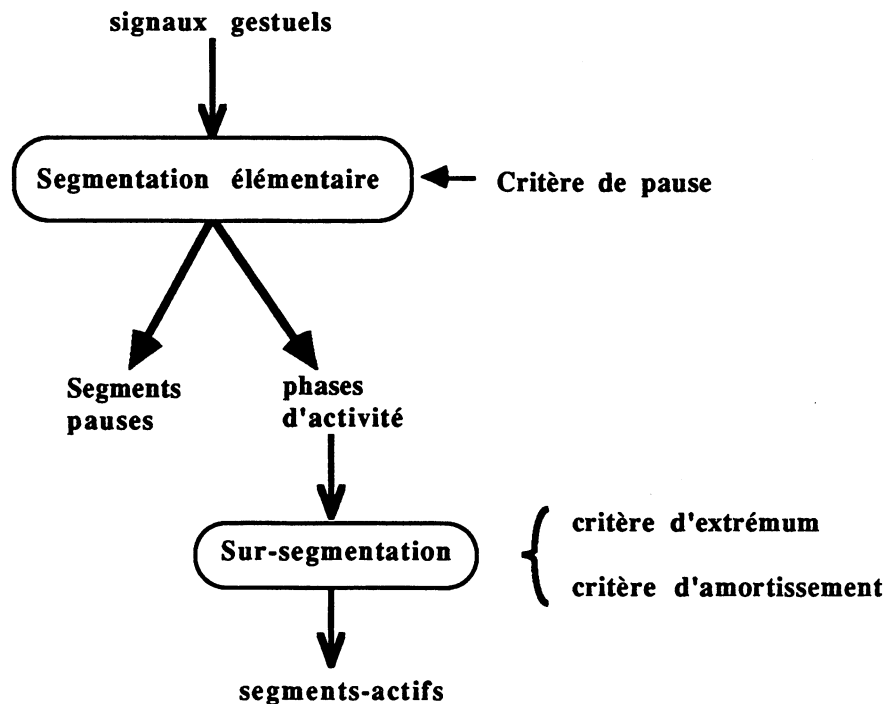 signaux gestuels
Segmentation élémentaire
Critère de pause
Segments
pauses
phases
d'activité
Sur-segmentation
critère d'extrémum
critère d'amortissement
segments-actifs